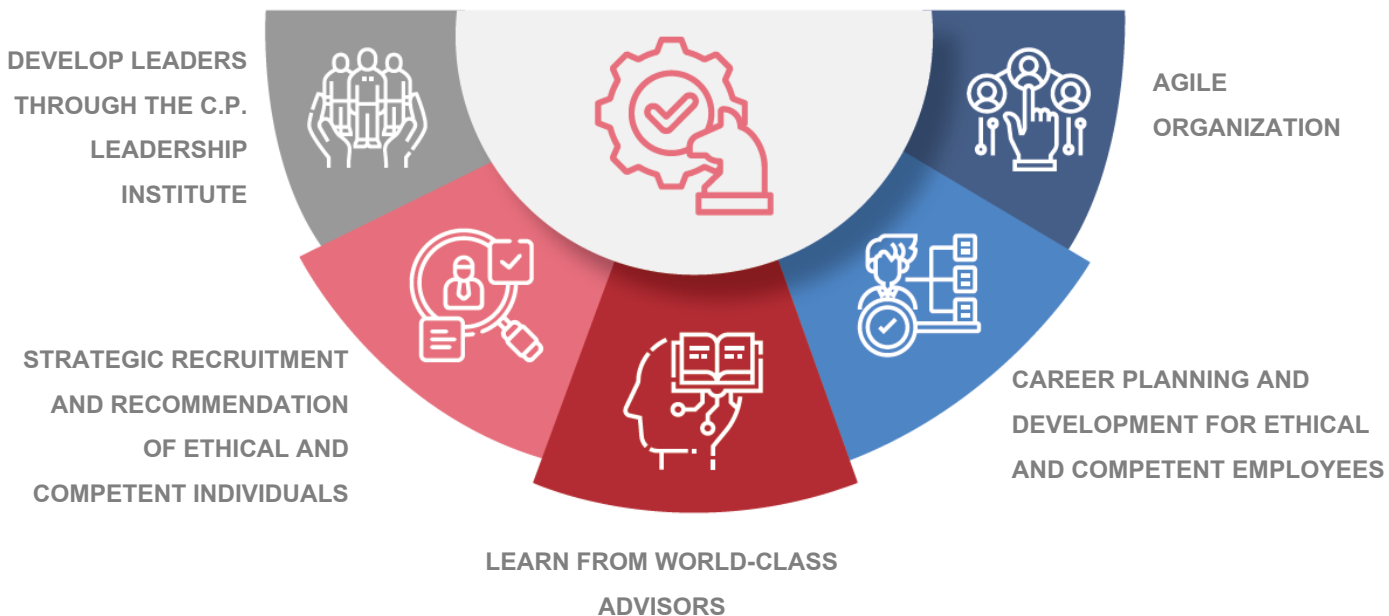 DEVELOP LEADERS
THROUGH THE C.P.
LEADERSHIP
INSTITUTE
STRATEGIC RECRUITMENT
AND RECOMMENDATION
OF ETHICAL AND
COMPETENT INDIVIDUALS
LEARN FROM WORLD-CLASS
ADVISORS
CAREER PLANNING AND
DEVELOPMENT FOR ETHICAL
AND COMPETENT EMPLOYEES
AGILE
ORGANIZATION